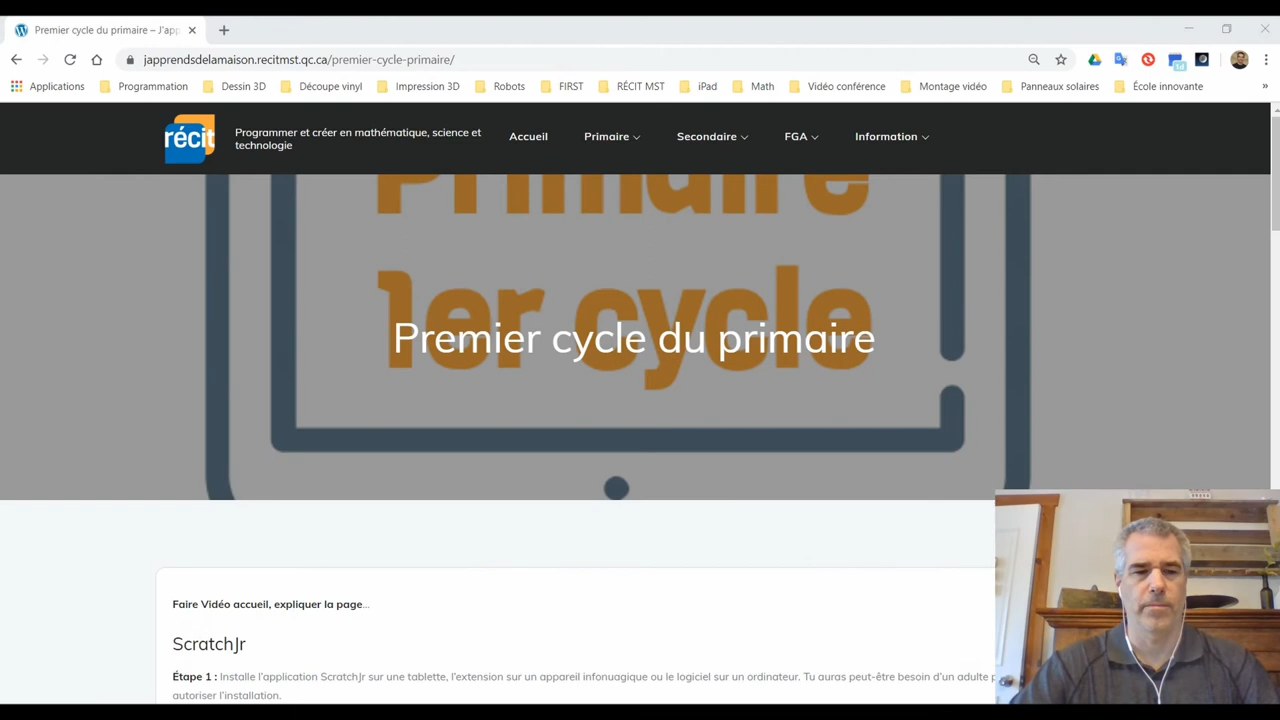 Premier cycle du primaire – J'app
japprendsdelamaison.recitmst.qc.ca/premier-cycle-primaire/
Applications Programmation Dessin 3D Découpe vinyl Impression 3D Robots FIRST RÉCIT MST iPad Math Vidéo conférence Montage vidéo Panneaux solaires École innovante »
récit
Programmer et créer en mathématique, science et
technologie
Accueil Primaire Secondaire FGA Information
Primaire
1er cycle
Premier cycle du primaire
Faire Vidéo accueil, expliquer la page...
ScratchJr
Étape 1 : Installe l'application ScratchJr sur une tablette, l'extension sur un appareil infonuagique ou le logiciel sur un ordinateur. Tu auras peut-être besoin d'un adulte p
autoriser l'installation.